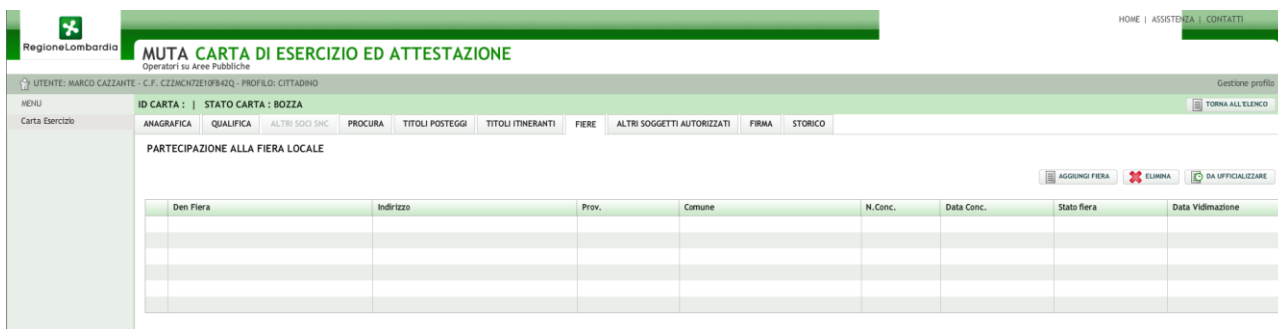 HOME | ASSISTENZA | CONTATTI
RegioneLombardia
MUTA CARTA DI ESERCIZIO ED ATTESTAZIONE
Operatori su Aree Pubbliche
UTENTE: MARCO CAZZANTE - C.F. CZZMCN72E10F842Q - PROFILO: CITTADINO
Gestione profilo
MENU
ID CARTA : | STATO CARTA : BOZZA
TORNA ALL'ELENCO
Carta Esercizio
ANAGRAFICA QUALIFICA ALTRI SOCI SNC PROCURA TITOLI POSTEGGI TITOLI ITINERANTI FIERE ALTRI SOGGETTI AUTORIZZATI FIRMA STORICO
PARTECIPAZIONE ALLA FIERA LOCALE
AGGIUNGI FIERA ELIMINA DA UFFICIALIZZARE
Den Fiera Indirizzo Prov. Comune N.Conc. Data Conc. Stato fiera Data Vidimazione